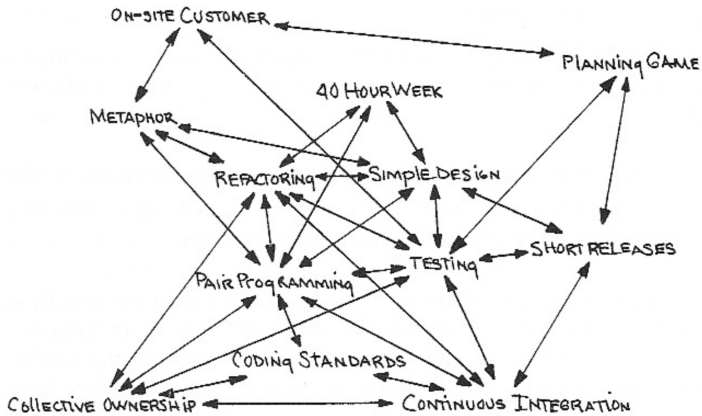 ON-SITE CUSTOMER
PLANNING GAME
40 HOUR WEEK
METAPHOR
REFACTORING
SIMPLE DESIGN
SHORT RELEASES
TESTING
PAIR PROGRAMMING
CODING STANDARDS
COLLECTIVE OWNERSHIP
CONTINUOUS INTEGRATION